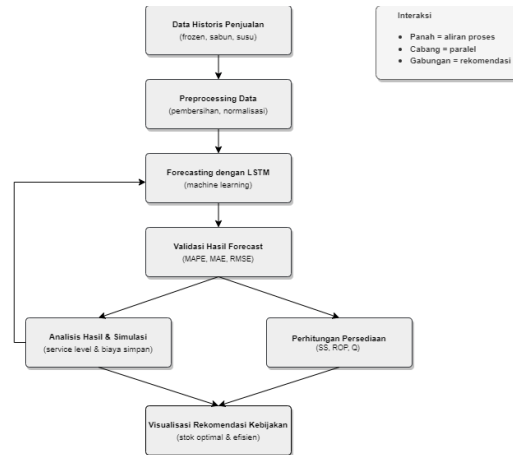 Data Historis Penjualan
(frozen, sabun, susu)
Interaksi
• Panah = aliran proses
• Cabang = paralel
• Gabungan = rekomendasi
Preprocessing Data
(pembersihan, normalisasi)
Forecasting dengan LSTM
(machine learning)
Validasi Hasil Forecast
(MAPE, MAE, RMSE)
Analisis Hasil & Simulasi
(service level & biaya simpan)
Perhitungan Persediaan
(SS, ROP, Q)
Visualisasi Rekomendasi Kebijakan
(stok optimal & efisien)